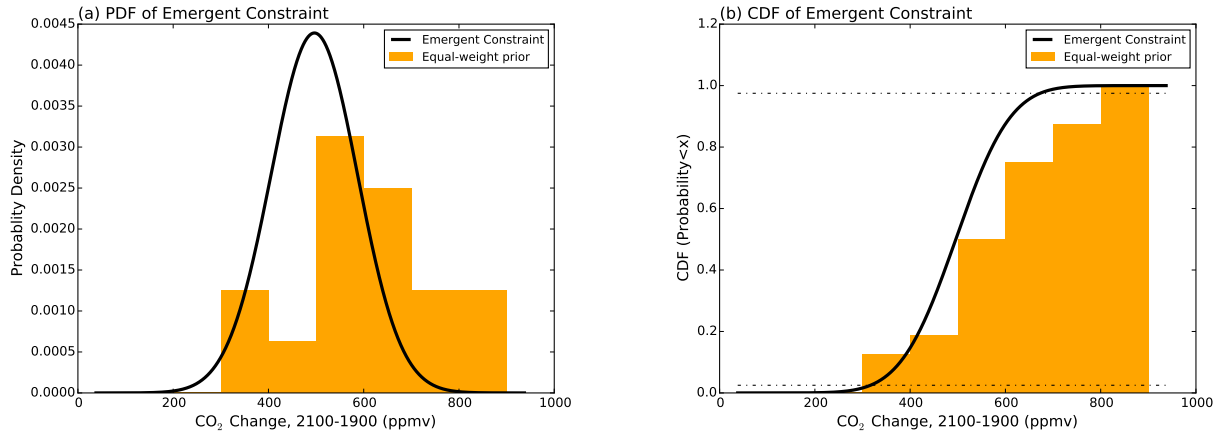 (a) PDF of Emergent Constraint
0.0045
0.0040
0.0035
0.0030
0.0025
0.0020
0.0015
0.0010
0.0005
0.0000
Probablity Density
Emergent Constraint
Equal-weight prior
0 200 400 600 800 1000
CO₂ Change, 2100-1900 (ppmv)
(b) CDF of Emergent Constraint
1.2
1.0
0.8
0.6
0.4
0.2
0.0
CDF (Probability<x)
Emergent Constraint
Equal-weight prior
0 200 400 600 800 1000
CO₂ Change, 2100-1900 (ppmv)